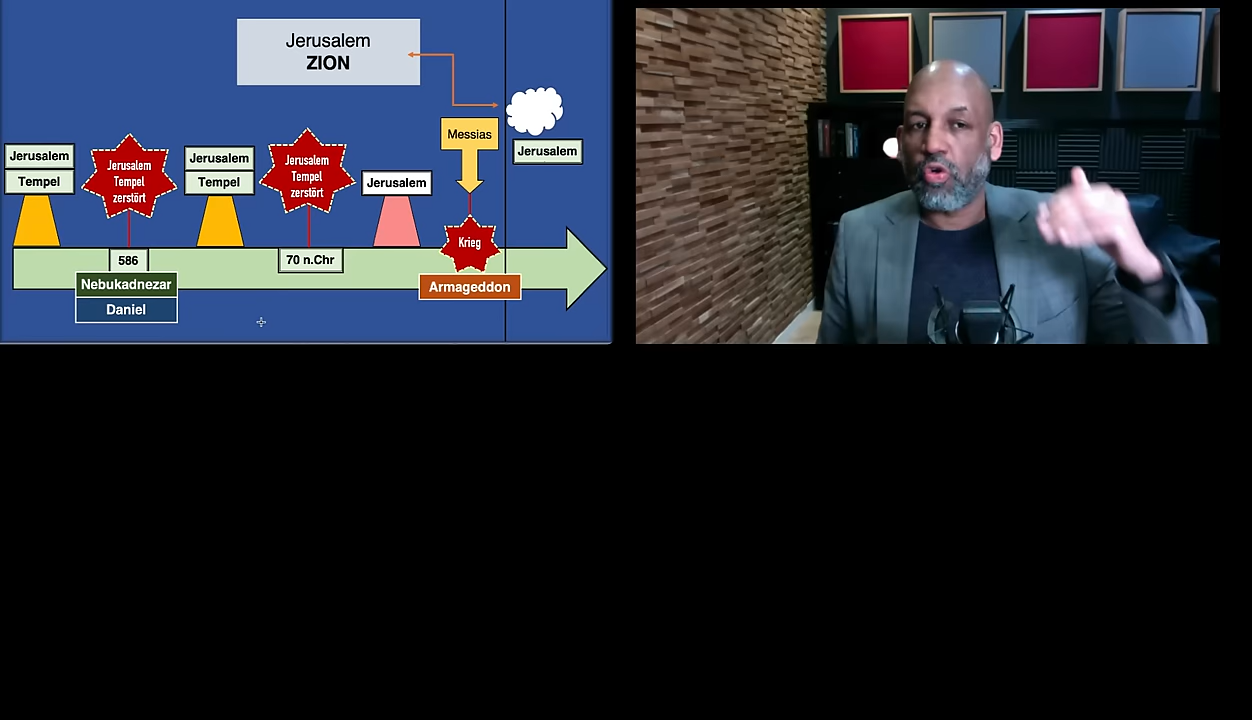 Jerusalem
ZION
Messias
Jerusalem
Jerusalem
Tempel
Jerusalem
Tempel
zerstört
Jerusalem
Tempel
Jerusalem
Tempel
zerstört
Jerusalem
Krieg
586
70 n.Chr
Nebukadnezar
Daniel
Armageddon